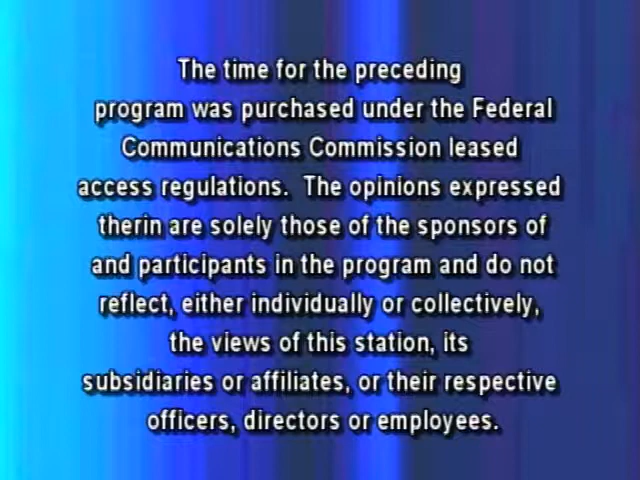 The time for the preceding
program was purchased under the Federal
Communications Commission leased
access regulations.  The opinions expressed
therin are solely those of the sponsors of
and participants in the program and do not
reflect, either individually or collectively,
the views of this station, its
subsidiaries or affiliates, or their respective
officers, directors or employees.